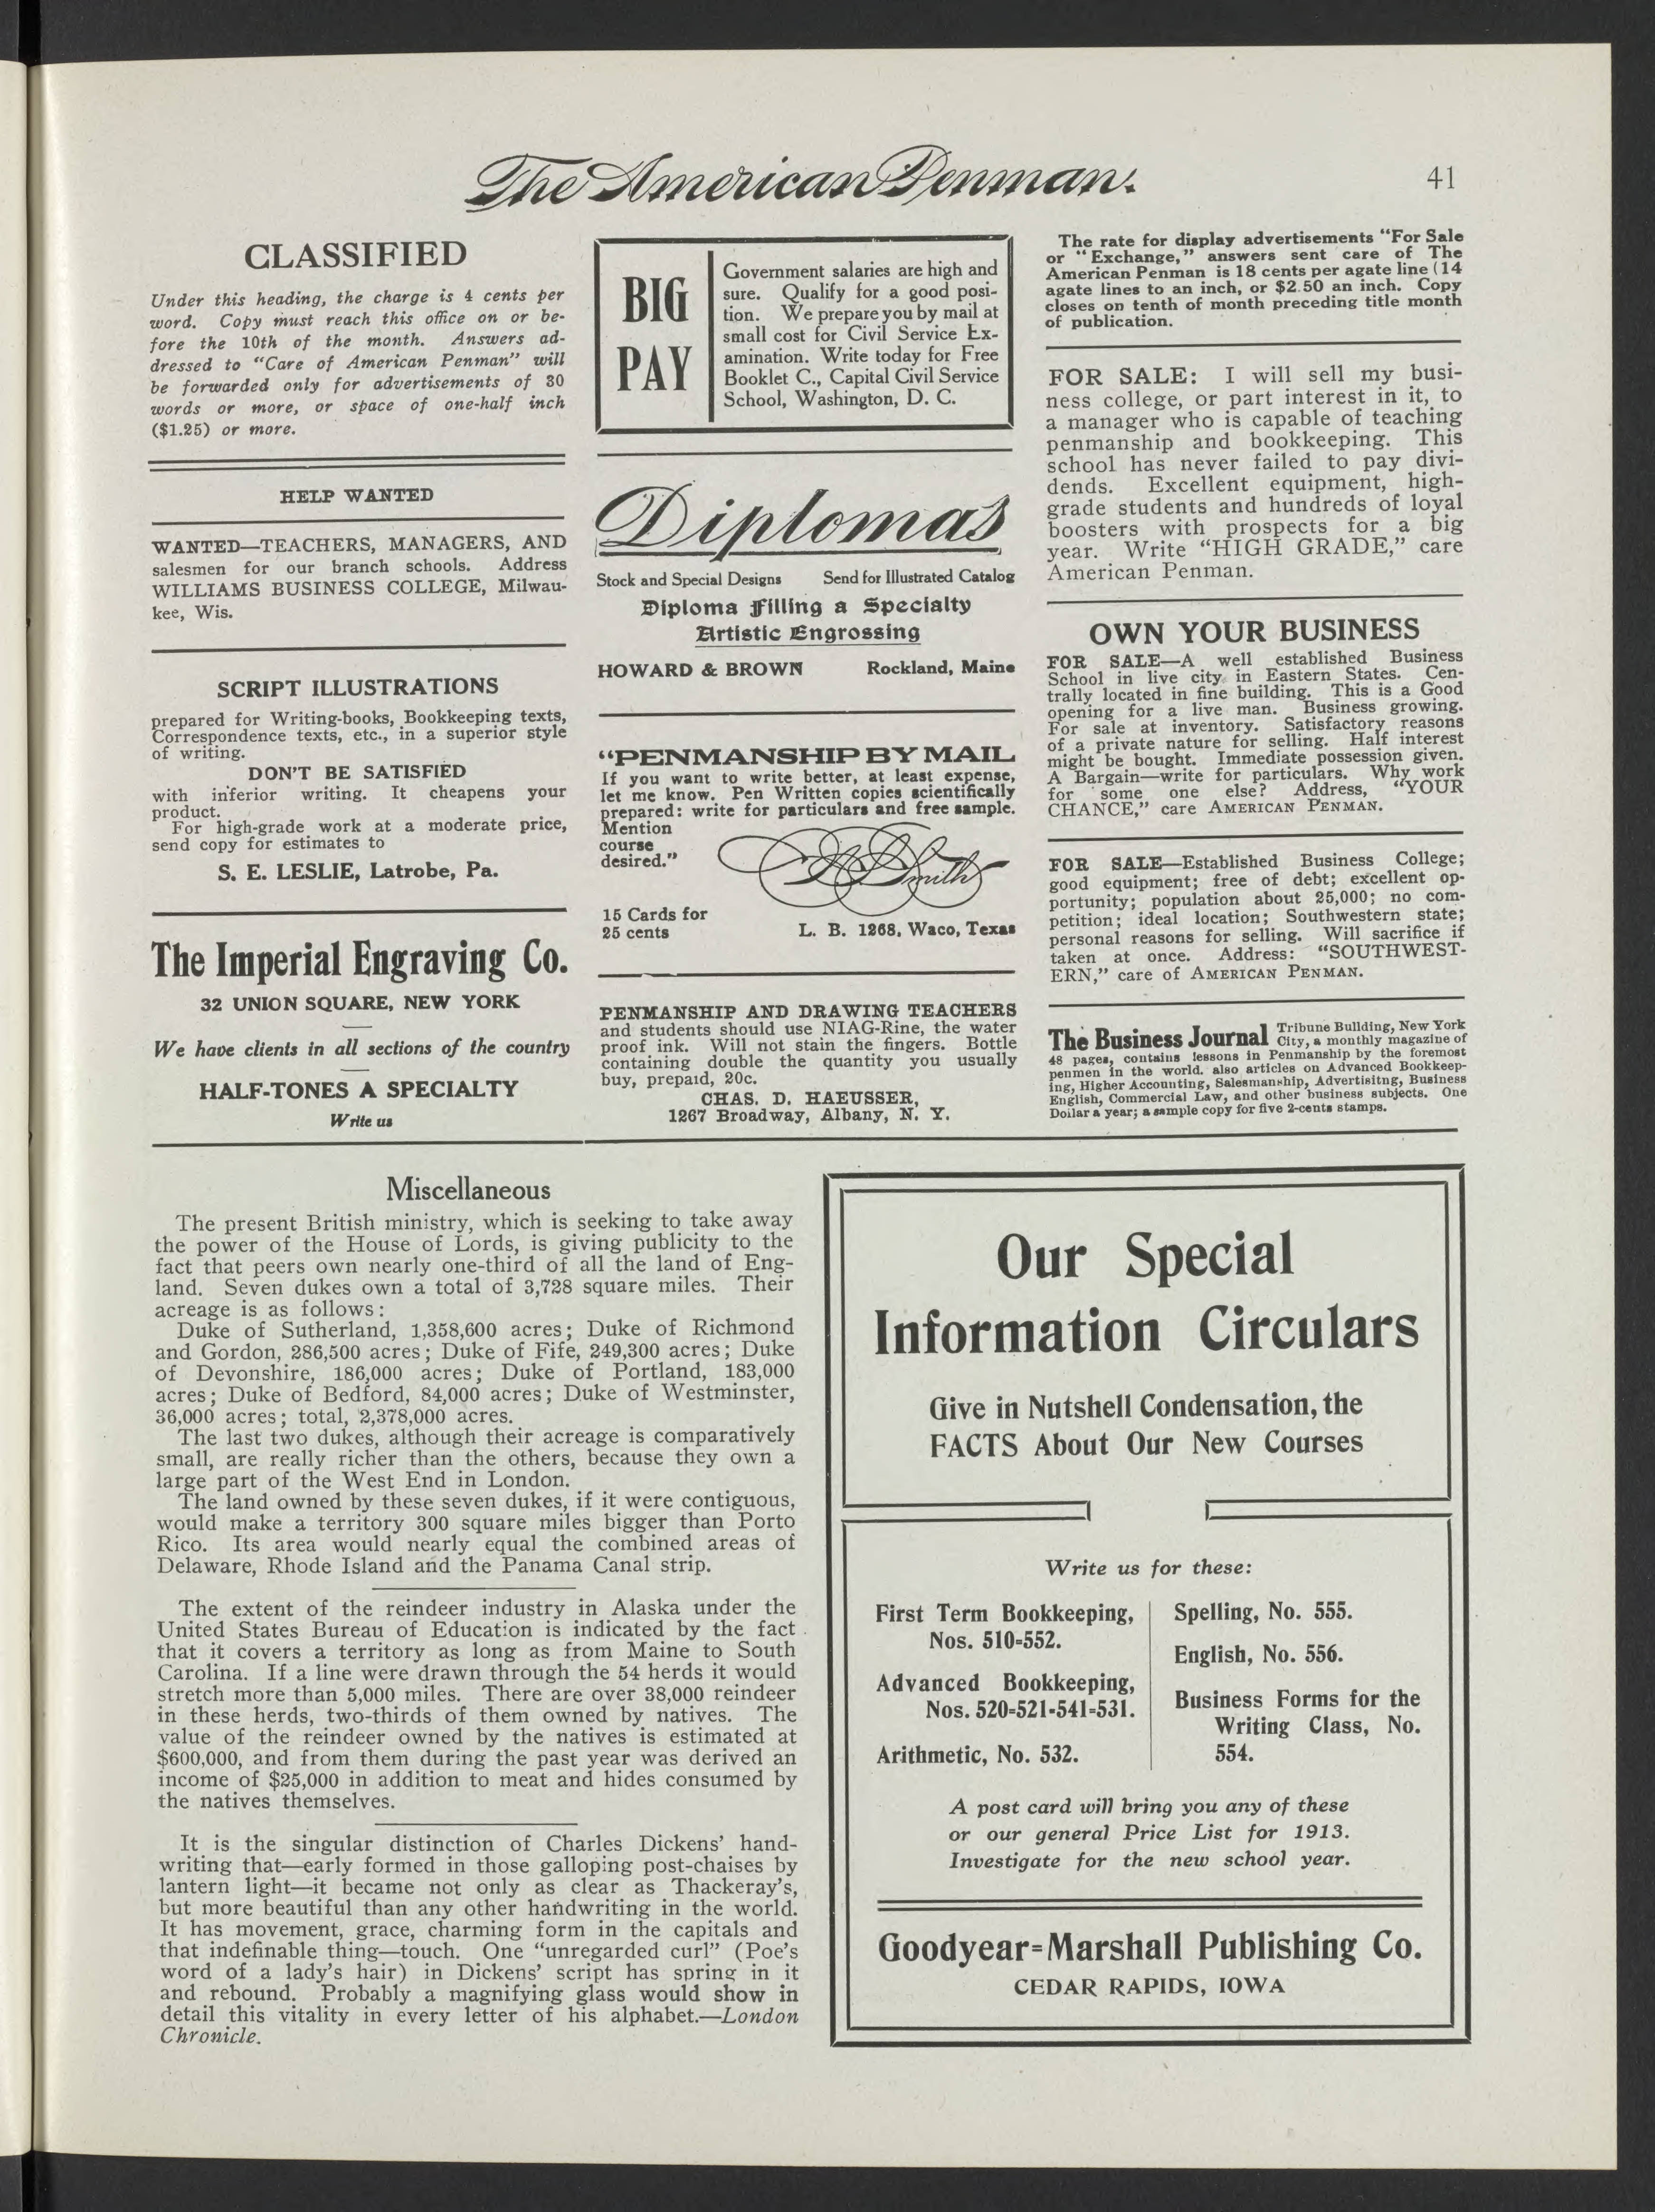 The American Penman.
41
CLASSIFIED
Under this heading, the charge is 4 cents per
word. Copy must reach this office on or be-
fore the 10th of the month. Answers ad-
dressed to "Care of American Penman" will
be forwarded only for advertisements of 30
words or more, or space of one-half inch
($1.25) or more.
HELP WANTED
WANTED—TEACHERS, MANAGERS, AND
salesmen for our branch schools. Address
WILLIAMS BUSINESS COLLEGE, Milwau-
kee, Wis.
SCRIPT ILLUSTRATIONS
prepared for Writing-books, Bookkeeping texts,
Correspondence texts, etc., in a superior style
of writing.
DON'T BE SATISFIED
with inferior writing. It cheapens your
product.
For high-grade work at a moderate price,
send copy for estimates to
S. E. LESLIE, Latrobe, Pa.
The Imperial Engraving Co.
32 UNION SQUARE, NEW YORK
We have clients in all sections of the country
HALF-TONES A SPECIALTY
Write us
BIG
PAY
Government salaries are high and
sure. Qualify for a good posi-
tion. We prepare you by mail at
small cost for Civil Service Ex-
amination. Write today for Free
Booklet C., Capital Civil Service
School, Washington, D. C.
Diplomas
Stock and Special Designs Send for Illustrated Catalog
Diploma Filling a Specialty
Artistic Engrossing
HOWARD & BROWN Rockland, Maine
"PENMANSHIP BY MAIL
If you want to write better, at least expense,
let me know. Pen Written copies scientifically
prepared: write for particulars and free sample.
Mention
course
desired."
Smith
15 Cards for
25 cents
L. B. 1268, Waco, Texas
PENMANSHIP AND DRAWING TEACHERS
and students should use NIAG-Rine, the water
proof ink. Will not stain the fingers. Bottle
containing double the quantity you usually
buy, prepaid, 20c.
CHAS. D. HAEUSSER,
1267 Broadway, Albany, N. Y.
The rate for display advertisements "For Sale
or "Exchange," answers sent care of The
American Penman is 18 cents per agate line (14
agate lines to an inch, or $2.50 an inch. Copy
closes on tenth of month preceding title month
of publication.
FOR SALE: I will sell my busi-
ness college, or part interest in it, to
a manager who is capable of teaching
penmanship and bookkeeping. This
school has never failed to pay divi-
dends. Excellent equipment, high-
grade students and hundreds of loyal
boosters with prospects for a big
year. Write "HIGH GRADE," care
American Penman.
OWN YOUR BUSINESS
FOR SALE—A well established Business
School in live city in Eastern States. Cen-
trally located in fine building. This is a Good
opening for a live man. Business growing.
For sale at inventory. Satisfactory reasons
of a private nature for selling. Half interest
might be bought. Immediate possession given.
A Bargain—write for particulars. Why work
for some one else? Address, "YOUR
CHANCE," care AMERICAN PENMAN.
FOR SALE—Established Business College;
good equipment; free of debt; excellent op-
portunity; population about 25,000; no com-
petition; ideal location; Southwestern state;
personal reasons for selling. Will sacrifice if
taken at once. Address: "SOUTHWEST-
ERN," care of AMERICAN PENMAN.
The Business Journal Tribune Building, New York
City, a monthly magazine of
48 pages, contains lessons in Penmanship by the foremost
penmen in the world. also articles on Advanced Bookkeep-
ing, Higher Accounting, Salesmanship, Advertisitng, Business
English, Commercial Law, and other business subjects. One
Dollar a year; a sample copy for five 2-cents stamps.
Miscellaneous
The present British ministry, which is seeking to take away
the power of the House of Lords, is giving publicity to the
fact that peers own nearly one-third of all the land of Eng-
land. Seven dukes own a total of 3,728 square miles. Their
acreage is as follows:
Duke of Sutherland, 1,358,600 acres; Duke of Richmond
and Gordon, 286,500 acres; Duke of Fife, 249,300 acres; Duke
of Devonshire, 186,000 acres; Duke of Portland, 183,000
acres; Duke of Bedford, 84,000 acres; Duke of Westminster,
36,000 acres; total, 2,378,000 acres.
The last two dukes, although their acreage is comparatively
small, are really richer than the others, because they own a
large part of the West End in London.
The land owned by these seven dukes, if it were contiguous,
would make a territory 300 square miles bigger than Porto
Rico. Its area would nearly equal the combined areas of
Delaware, Rhode Island and the Panama Canal strip.
The extent of the reindeer industry in Alaska under the
United States Bureau of Education is indicated by the fact
that it covers a territory as long as from Maine to South
Carolina. If a line were drawn through the 54 herds it would
stretch more than 5,000 miles. There are over 38,000 reindeer
in these herds, two-thirds of them owned by natives. The
value of the reindeer owned by the natives is estimated at
$600,000, and from them during the past year was derived an
income of $25,000 in addition to meat and hides consumed by
the natives themselves.
It is the singular distinction of Charles Dickens' hand-
writing that—early formed in those galloping post-chaises by
lantern light—it became not only as clear as Thackeray's,
but more beautiful than any other handwriting in the world.
It has movement, grace, charming form in the capitals and
that indefinable thing—touch. One "unregarded curl" (Poe's
word of a lady's hair) in Dickens' script has spring in it
and rebound. Probably a magnifying glass would show in
detail this vitality in every letter of his alphabet.—London
Chronicle.
Our Special
Information Circulars
Give in Nutshell Condensation, the
FACTS About Our New Courses
Write us for these:
First Term Bookkeeping,
Nos. 510-552.
Advanced Bookkeeping,
Nos. 520-521-541-531.
Arithmetic, No. 532.
Spelling, No. 555.
English, No. 556.
Business Forms for the
Writing Class, No.
554.
A post card will bring you any of these
or our general Price List for 1913.
Investigate for the new school year.
Goodyear-Marshall Publishing Co.
CEDAR RAPIDS, IOWA